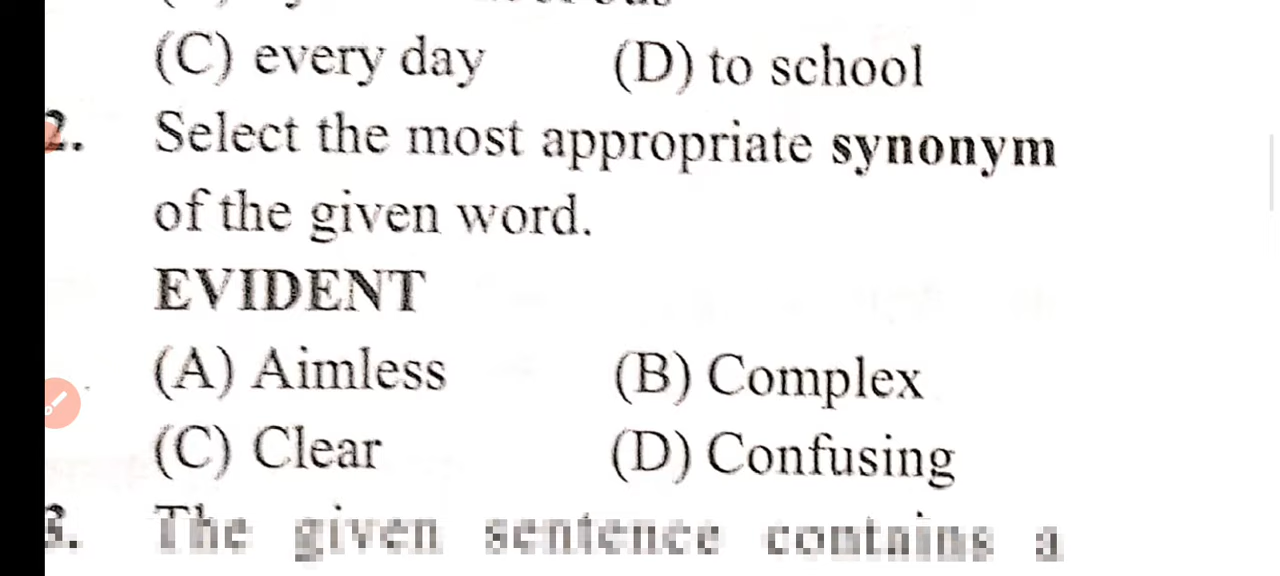 (C) every day (D) to school
2. Select the most appropriate synonym
of the given word.
EVIDENT
(A) Aimless (B) Complex
(C) Clear (D) Confusing
3. The given sentence contains a